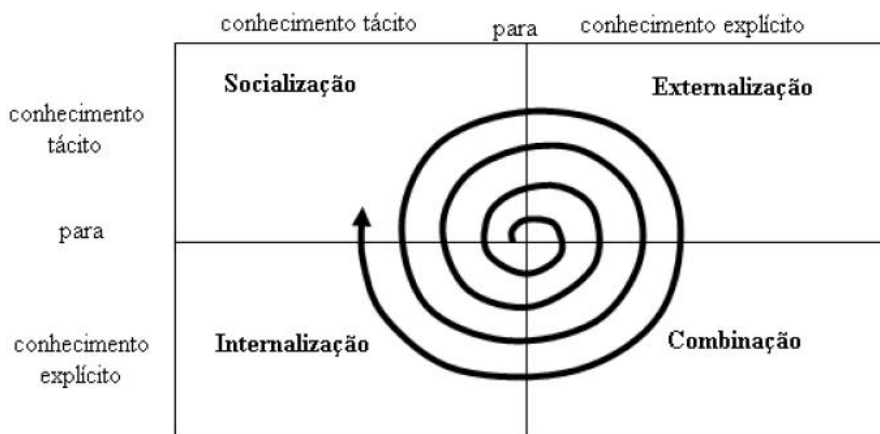 conhecimento tácito para conhecimento explícito
Socialização Externalização
conhecimento
tácito
para
Internalização Combinação
conhecimento
explícito